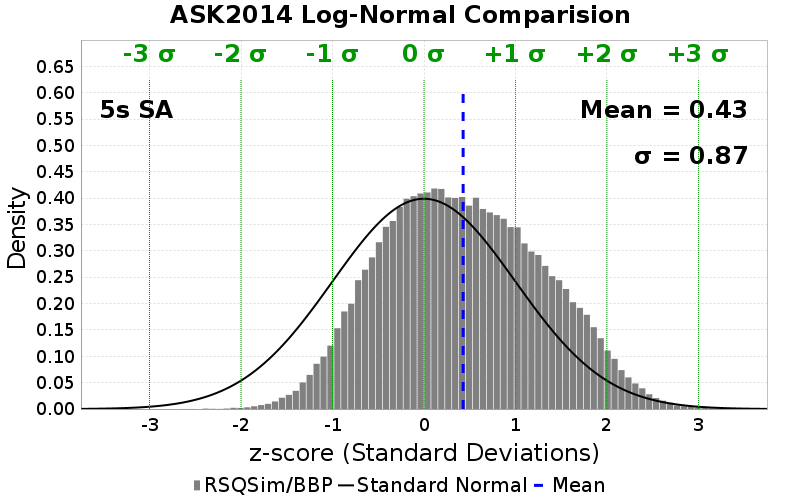 ASK2014 Log-Normal Comparision
-3 σ -2 σ -1 σ 0 σ +1 σ +2 σ +3 σ
5s SA
Mean = 0.43
σ = 0.87
Density
0.65
0.60
0.55
0.50
0.45
0.40
0.35
0.30
0.25
0.20
0.15
0.10
0.05
0.00
-3 -2 -1 0 1 2 3
z-score (Standard Deviations)
RSQSim/BBP Standard Normal Mean